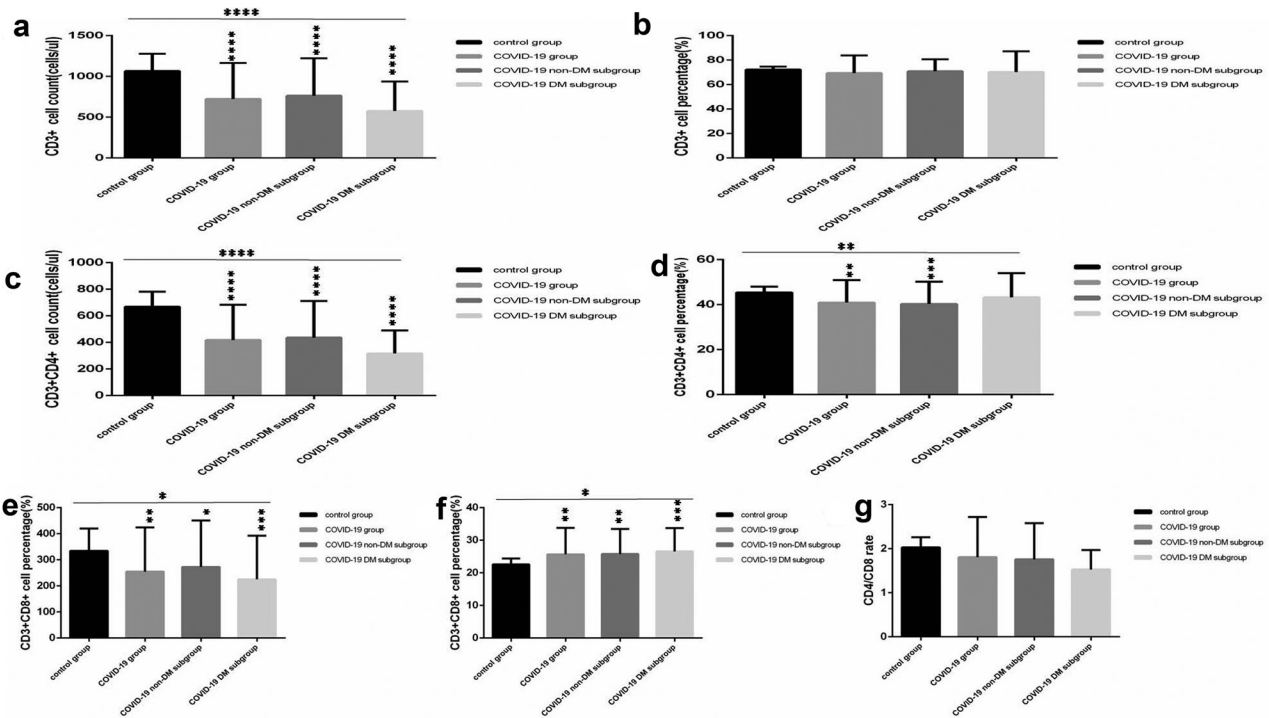 a
****
CD3+ cell count(cells/ul)
1500
1000
500
0
****
****
****
control group
COVID-19 group
COVID-19 non-DM subgroup
COVID-19 DM subgroup
control group
COVID-19 group
COVID-19 non-DM subgroup
COVID-19 DM subgroup
b
CD3+ cell percentage(%)
100
80
60
40
20
0
control group
COVID-19 group
COVID-19 non-DM subgroup
COVID-19 DM subgroup
control group
COVID-19 group
COVID-19 non-DM subgroup
COVID-19 DM subgroup
c
****
CD3+CD4+ cell count(cells/ul)
1000
800
600
400
200
0
****
****
****
control group
COVID-19 group
COVID-19 non-DM subgroup
COVID-19 DM subgroup
control group
COVID-19 group
COVID-19 non-DM subgroup
COVID-19 DM subgroup
d
**
CD3+CD4+ cell percentage(%)
60
40
20
0
**
***
control group
COVID-19 group
COVID-19 non-DM subgroup
COVID-19 DM subgroup
control group
COVID-19 group
COVID-19 non-DM subgroup
COVID-19 DM subgroup
e
*
CD3+CD8+ cell percentage(%)
500
400
300
200
100
0
**
*
***
control group
COVID-19 group
COVID-19 non-DM subgroup
COVID-19 DM subgroup
control group
COVID-19 group
COVID-19 non-DM subgroup
COVID-19 DM subgroup
f
*
CD3+CD8+ cell percentage(%)
40
30
20
10
0
**
**
***
control group
COVID-19 group
COVID-19 non-DM subgroup
COVID-19 DM subgroup
control group
COVID-19 group
COVID-19 non-DM subgroup
COVID-19 DM subgroup
g
CD4/CD8 rate
3
2
1
0
control group
COVID-19 group
COVID-19 non-DM subgroup
COVID-19 DM subgroup
control group
COVID-19 group
COVID-19 non-DM subgroup
COVID-19 DM subgroup